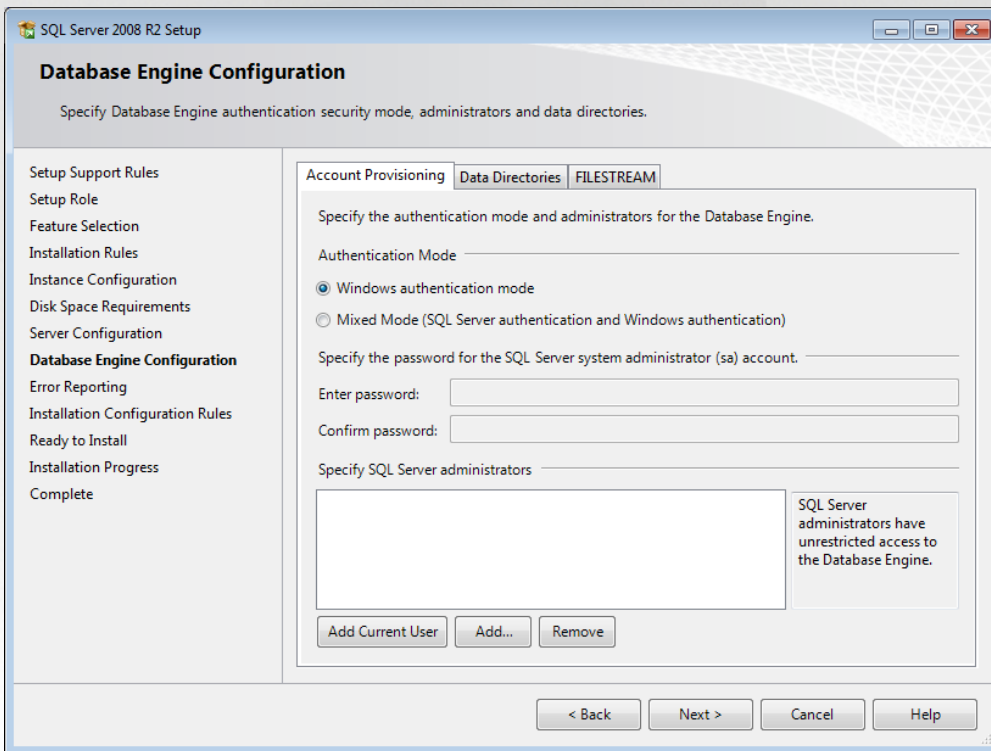 SQL Server 2008 R2 Setup
Database Engine Configuration
Specify Database Engine authentication security mode, administrators and data directories.
Setup Support Rules
Setup Role
Feature Selection
Installation Rules
Instance Configuration
Disk Space Requirements
Server Configuration
Database Engine Configuration
Error Reporting
Installation Configuration Rules
Ready to Install
Installation Progress
Complete
Account Provisioning
Data Directories
FILESTREAM
Specify the authentication mode and administrators for the Database Engine.
Authentication Mode
Windows authentication mode
Mixed Mode (SQL Server authentication and Windows authentication)
Specify the password for the SQL Server system administrator (sa) account.
Enter password:
Confirm password:
Specify SQL Server administrators
SQL Server
administrators have
unrestricted access to
the Database Engine.
Add Current User
Add...
Remove
< Back
Next >
Cancel
Help